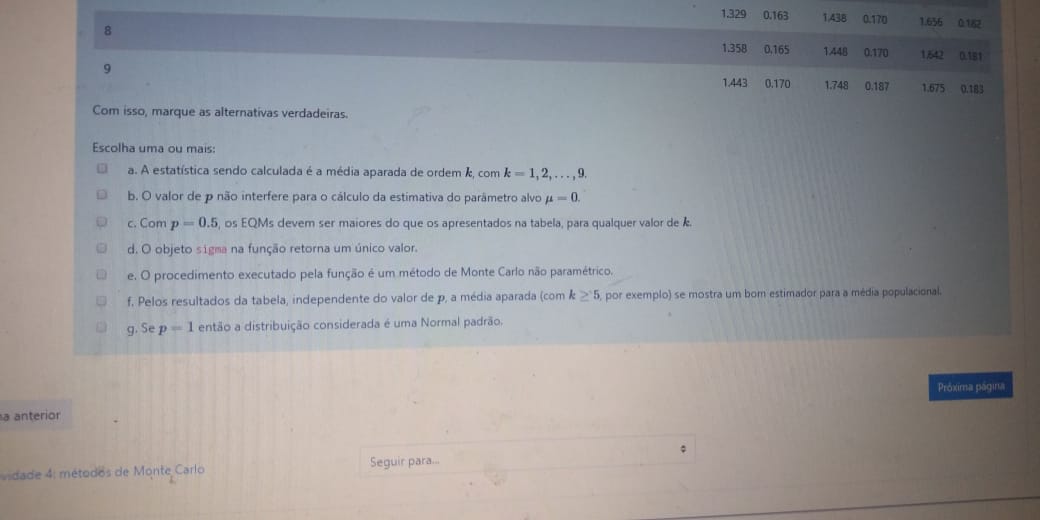 1.329 0.163 1.438 0.170 1.656 0.182
8
1.358 0.165 1.448 0.170 1.642 0.181
9
1.443 0.170 1.748 0.187 1.675 0.183
Com isso, marque as alternativas verdadeiras.
Escolha uma ou mais:
a. A estatística sendo calculada é a média aparada de ordem k, com k = 1, 2, . . . , 9.
b. O valor de p não interfere para o cálculo da estimativa do parâmetro alvo μ = 0.
c. Com p = 0.5, os EQMs devem ser maiores do que os apresentados na tabela, para qualquer valor de k.
d. O objeto sigma na função retorna um único valor.
e. O procedimento executado pela função é um método de Monte Carlo não paramétrico.
f. Pelos resultados da tabela, independente do valor de p, a média aparada (com k ≥ 5, por exemplo) se mostra um bom estimador para a média populacional.
g. Se p = 1 então a distribuição considerada é uma Normal padrão.
Próxima página
na anterior
vidade 4: métodos de Monte Carlo
Seguir para...